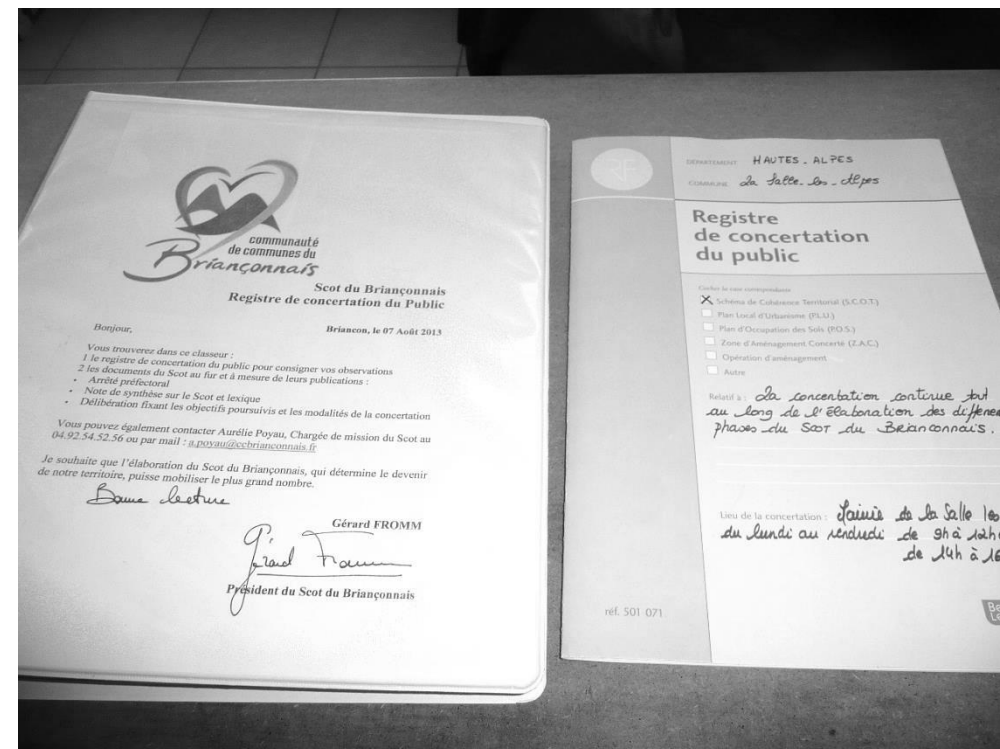 communauté
de communes du
Briançonnais
Scot du Briançonnais
Registre de concertation du Public
Bonjour,
Briancon, le 07 Août 2013
Vous trouverez dans ce classeur :
1 le registre de concertation du public pour consigner vos observations
2 les documents du Scot au fur et à mesure de leurs publications :
• Arrêté préfectoral
• Note de synthèse sur le Scot et lexique
• Délibération fixant les objectifs poursuivis et les modalités de la concertation
Vous pouvez également contacter Aurélie Poyau, Chargée de mission du Scot au
04.92.54.52.56 ou par mail : a.poyau@ccbrianconnais.fr
Je souhaite que l'élaboration du Scot du Briançonnais, qui détermine le devenir
de notre territoire, puisse mobiliser le plus grand nombre.
Bonne lecture
Gérard FROMM
Gérard Fromm
Président du Scot du Briançonnais
RF
DÉPARTEMENT HAUTES-ALPES
COMMUNE La Salle-les-Alpes
Registre
de concertation
du public
Cocher la case correspondante
Schéma de Cohérence Territorial (S.C.O.T.)
Plan Local d'Urbanisme (P.L.U.)
Plan d'Occupation des Sols (P.O.S.)
Zone d'Aménagement Concerté (Z.A.C.)
Opération d'aménagement
Autre
Relatif à : La concertation continue tout
au long de l'élaboration des différen
phases du SCOT du Briançonnais.
Lieu de la concertation : Mairie de la Salle les
du lundi au vendredi de 9h à 12h
de 14h à 16
réf. 501 071
Be
Le